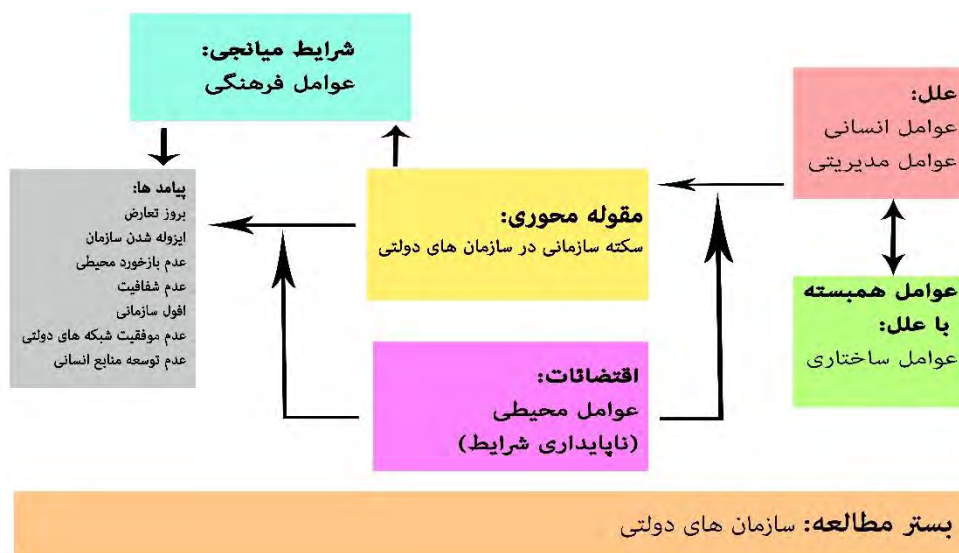 شرایط میانجی:
عوامل فرهنگی
علل:
عوامل انسانی
عوامل مدیریتی
مقوله محوری:
سکته سازمانی در سازمان های دولتی
پیامد ها:
بروز تعارض
ایزوله شدن سازمان
عدم بازخورد محیطی
عدم شفافیت
افول سازمانی
عدم موفقیت شبکه های دولتی
عدم توسعه منابع انسانی
عوامل همبسته
با علل:
عوامل ساختاری
اقتضائات:
عوامل محیطی
(ناپایداری شرایط)
بستر مطالعه: سازمان های دولتی